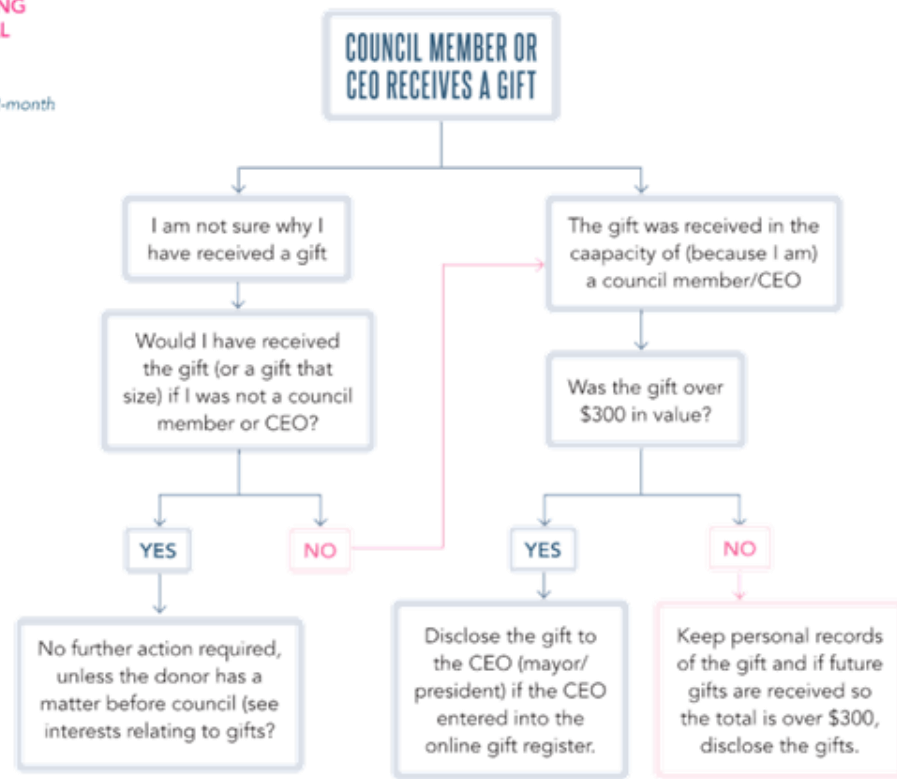 NG
L
-month
COUNCIL MEMBER OR
CEO RECEIVES A GIFT
I am not sure why I
have received a gift
The gift was received in the
caapacity of (because I am)
a council member/CEO
Would I have received
the gift (or a gift that
size) if I was not a council
member or CEO?
Was the gift over
$300 in value?
YES
NO
YES
NO
No further action required,
unless the donor has a
matter before council (see
interests relating to gifts?
Disclose the gift to
the CEO (mayor/
president) if the CEO
entered into the
online gift register.
Keep personal records
of the gift and if future
gifts are received so
the total is over $300,
disclose the gifts.